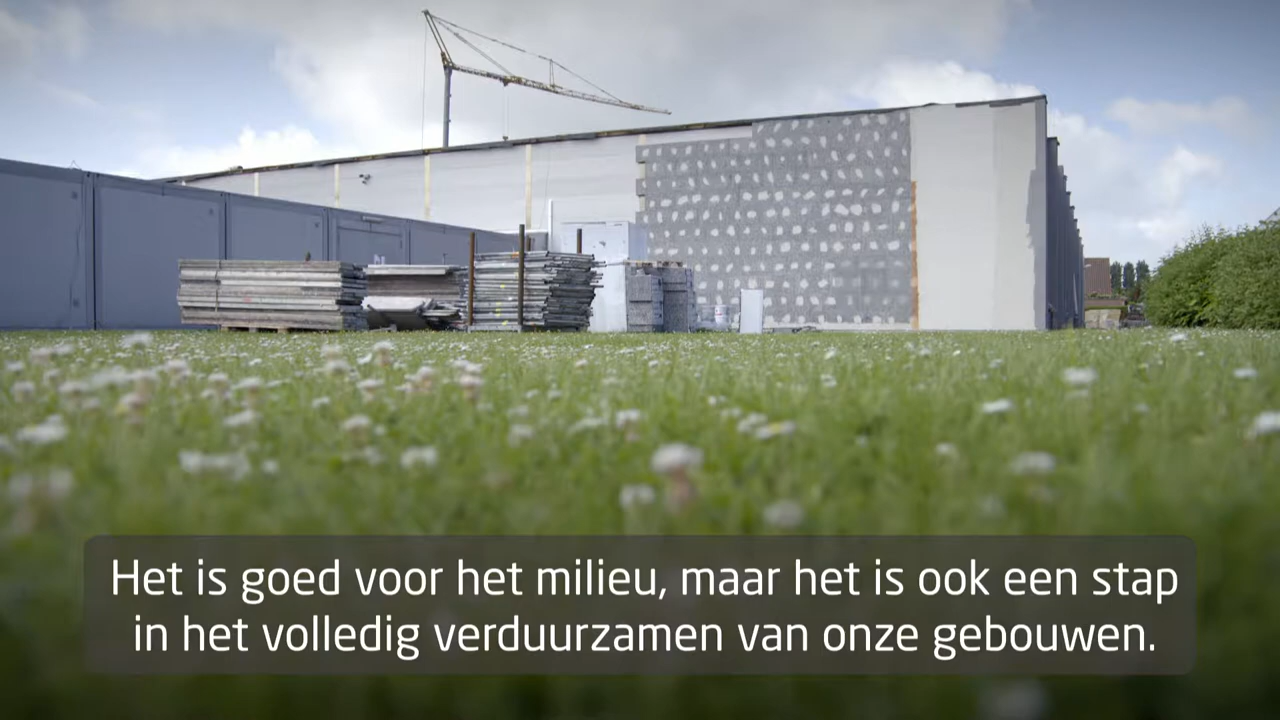 Het is goed voor het milieu, maar het is ook een stap
in het volledig verduurzamen van onze gebouwen.